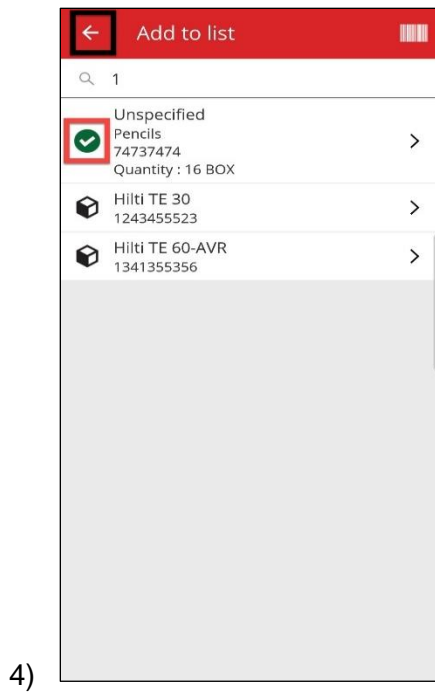 Add to list
1
Unspecified
Pencils
74737474
Quantity : 16 BOX
Hilti TE 30
1243455523
Hilti TE 60-AVR
1341355356
4)